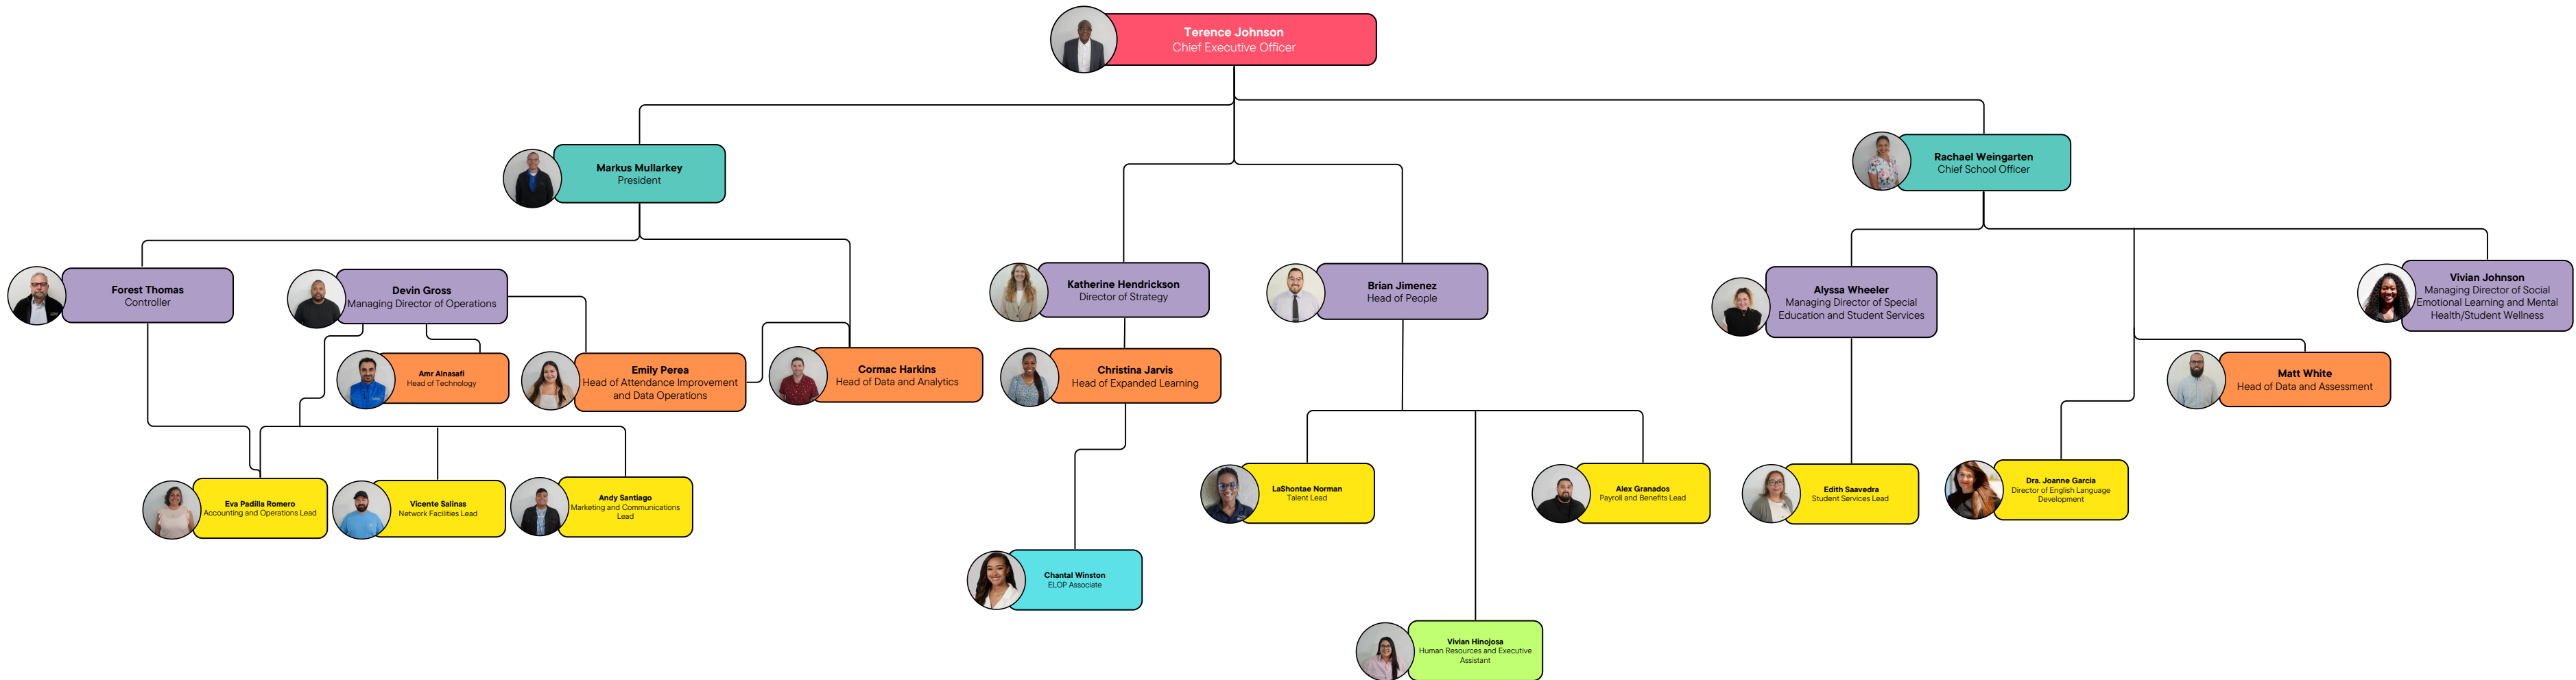 Terence Johnson
Chief Executive Officer
Markus Mullarkey
President
Rachael Weingarten
Chief School Officer
Forest Thomas
Controller
Devin Gross
Managing Director of Operations
Katherine Hendrickson
Director of Strategy
Brian Jimenez
Head of People
Alyssa Wheeler
Managing Director of Special
Education and Student Services
Vivian Johnson
Managing Director of Social
Emotional Learning and Mental
Health/Student Wellness
Amr Alnasafi
Head of Technology
Emily Perea
Head of Attendance Improvement
and Data Operations
Cormac Harkins
Head of Data and Analytics
Christina Jarvis
Head of Expanded Learning
Matt White
Head of Data and Assessment
Eva Padilla Romero
Accounting and Operations Lead
Vicente Salinas
Network Facilities Lead
Andy Santiago
Marketing and Communications
Lead
LaShontae Norman
Talent Lead
Alex Granados
Payroll and Benefits Lead
Edith Saavedra
Student Services Lead
Dra. Joanne García
Director of English Language
Development
Chantal Winston
ELOP Associate
Vivian Hinojosa
Human Resources and Executive
Assistant